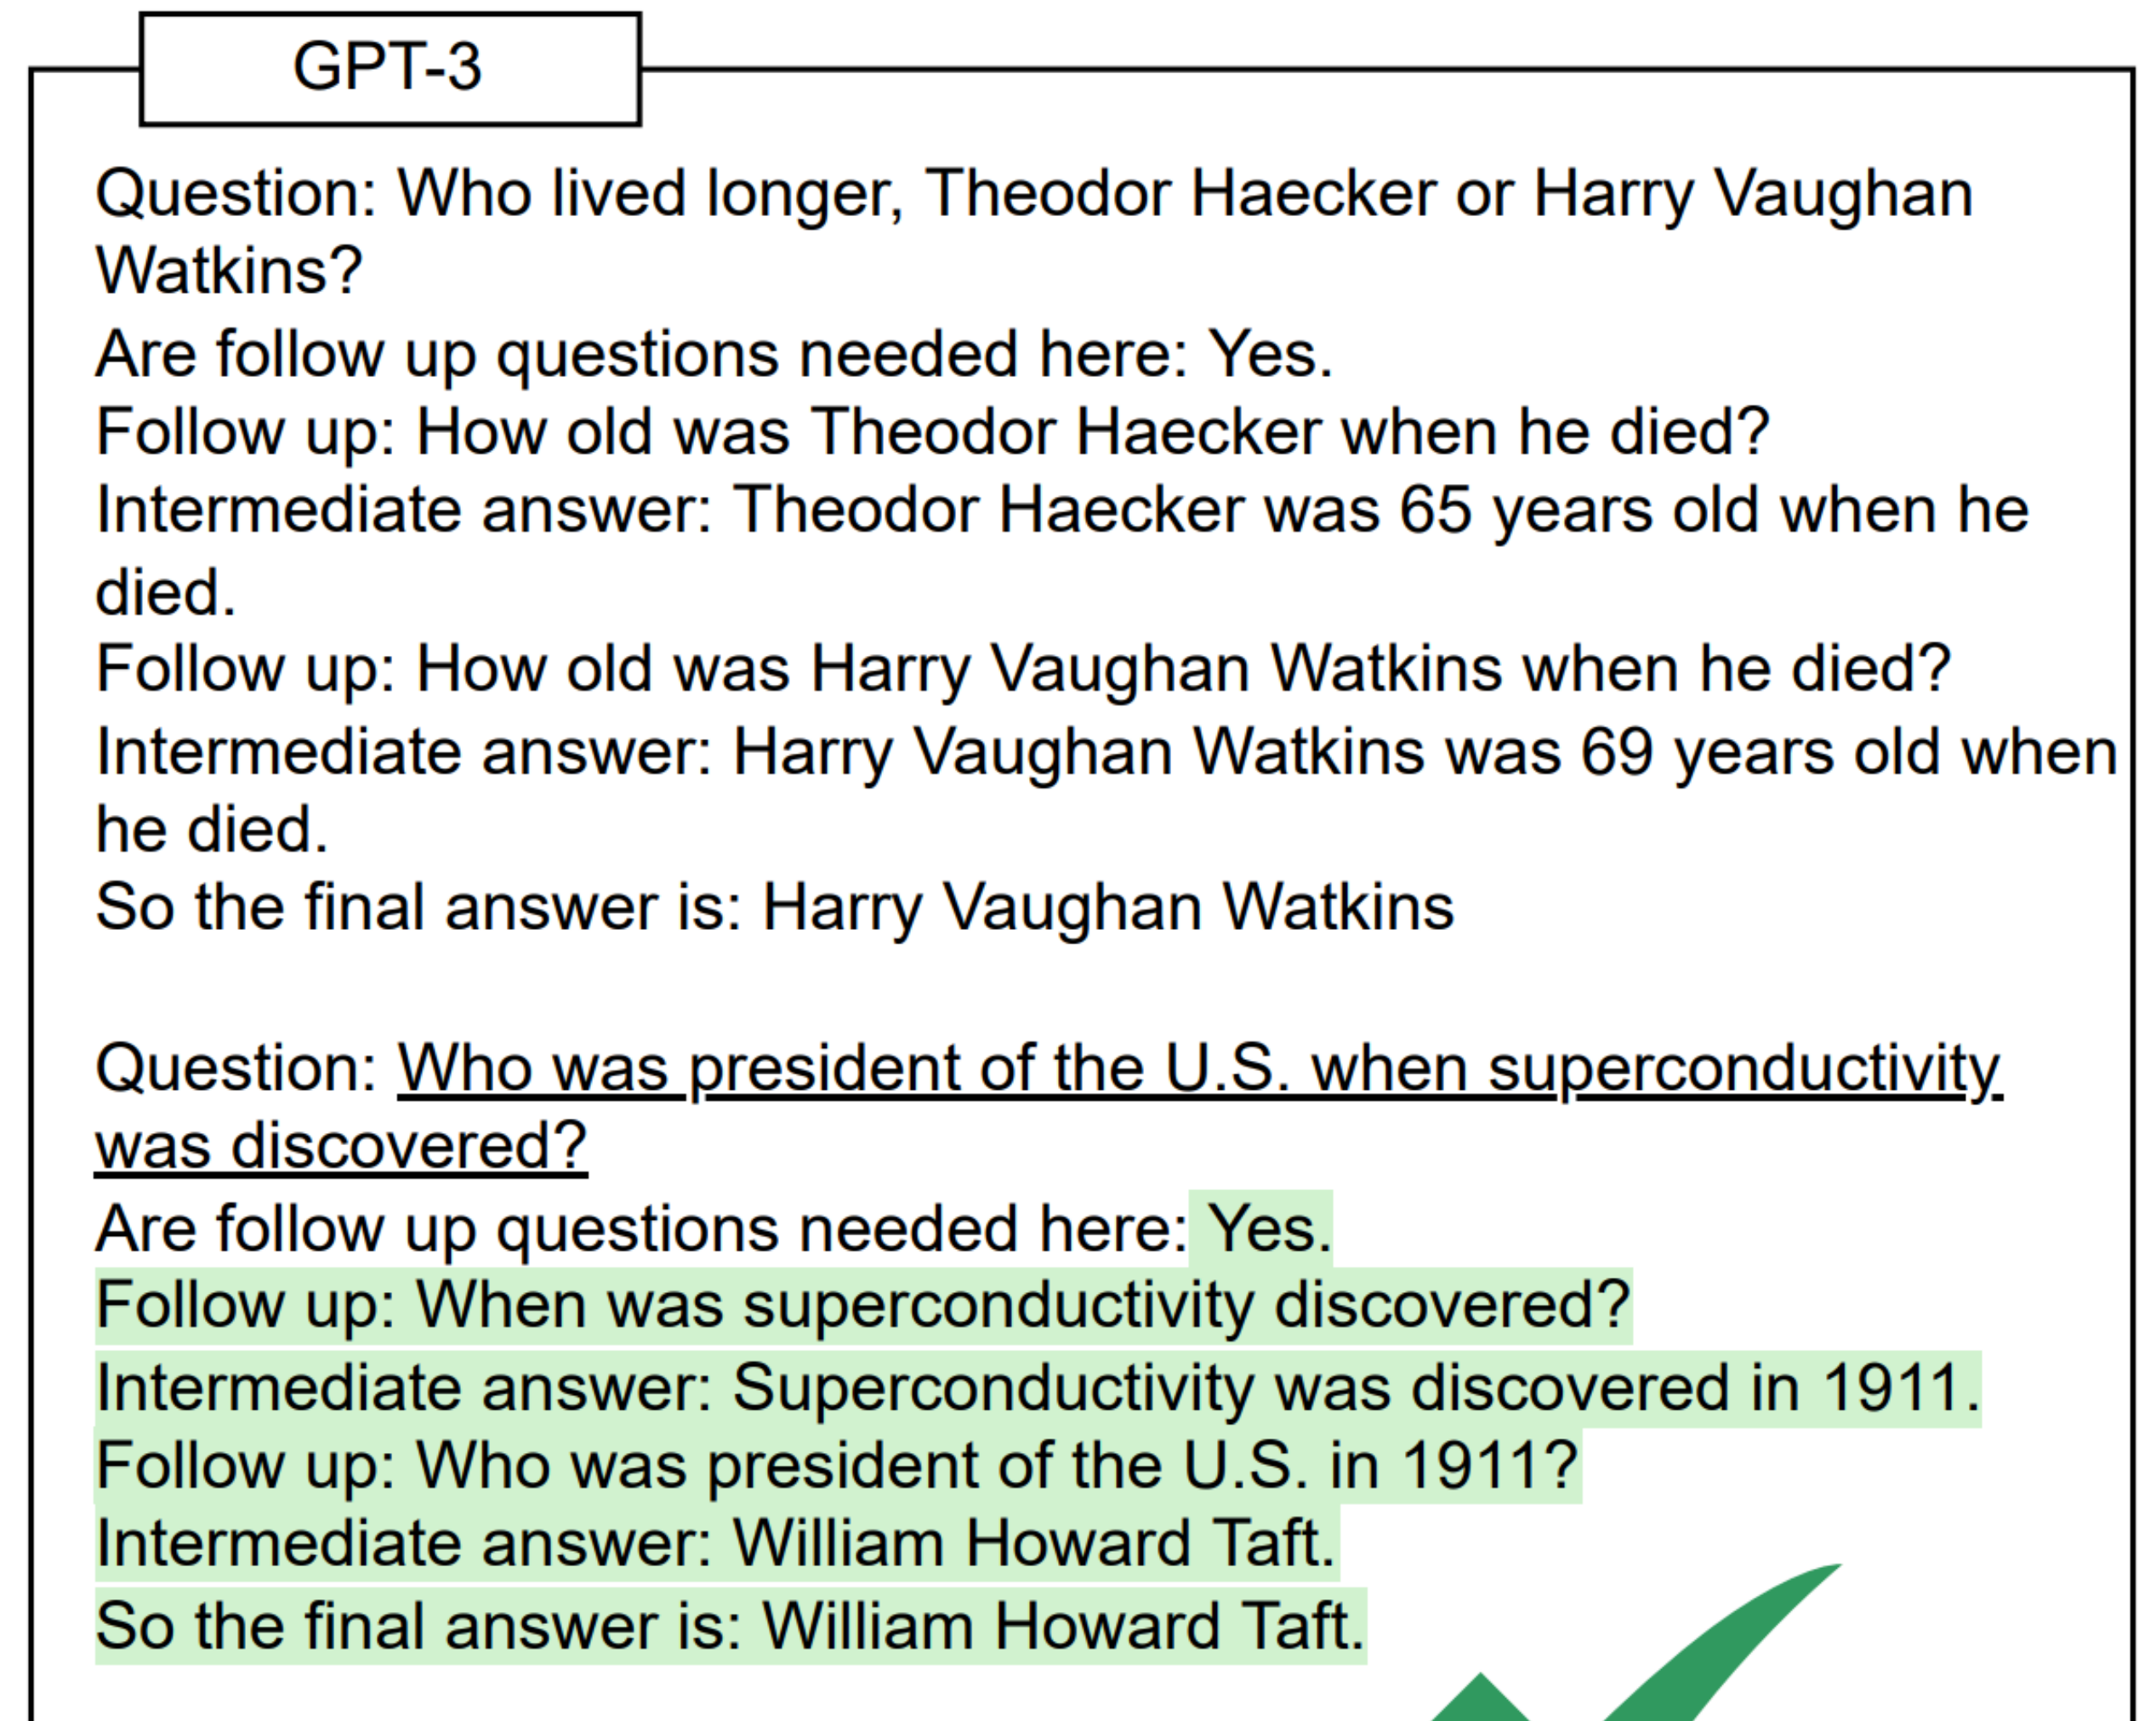 GPT-3
Question: Who lived longer, Theodor Haecker or Harry Vaughan
Watkins?
Are follow up questions needed here: Yes.
Follow up: How old was Theodor Haecker when he died?
Intermediate answer: Theodor Haecker was 65 years old when he
died.
Follow up: How old was Harry Vaughan Watkins when he died?
Intermediate answer: Harry Vaughan Watkins was 69 years old when
he died.
So the final answer is: Harry Vaughan Watkins
Question: Who was president of the U.S. when superconductivity
was discovered?
Are follow up questions needed here: Yes.
Follow up: When was superconductivity discovered?
Intermediate answer: Superconductivity was discovered in 1911.
Follow up: Who was president of the U.S. in 1911?
Intermediate answer: William Howard Taft.
So the final answer is: William Howard Taft.